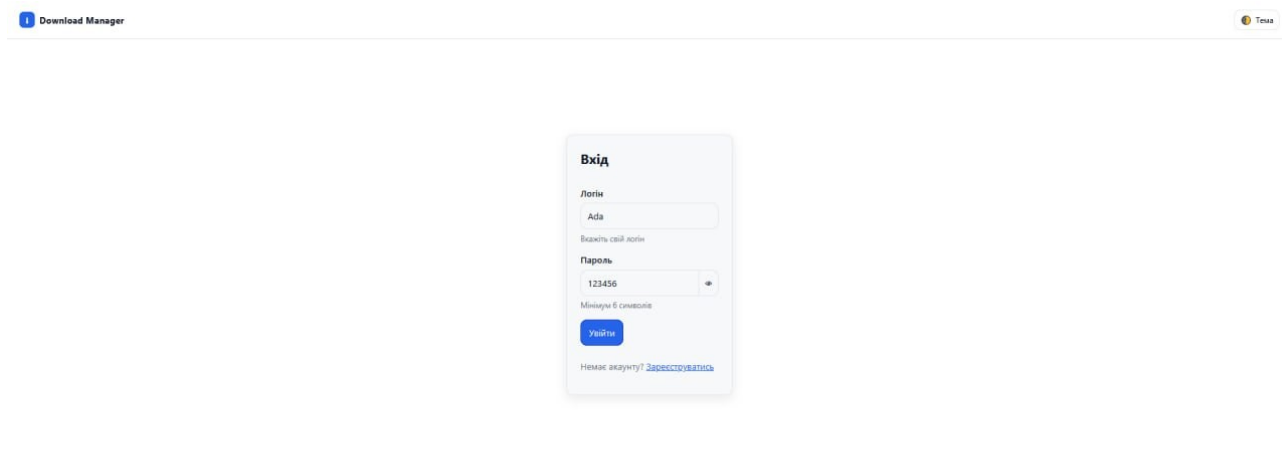 Download Manager
Тема
Вхід
Логін
Ada
Вкажіть свій логін
Пароль
123456
Мінімум 6 символів
Увійти
Немає акаунту? Зареєструватись